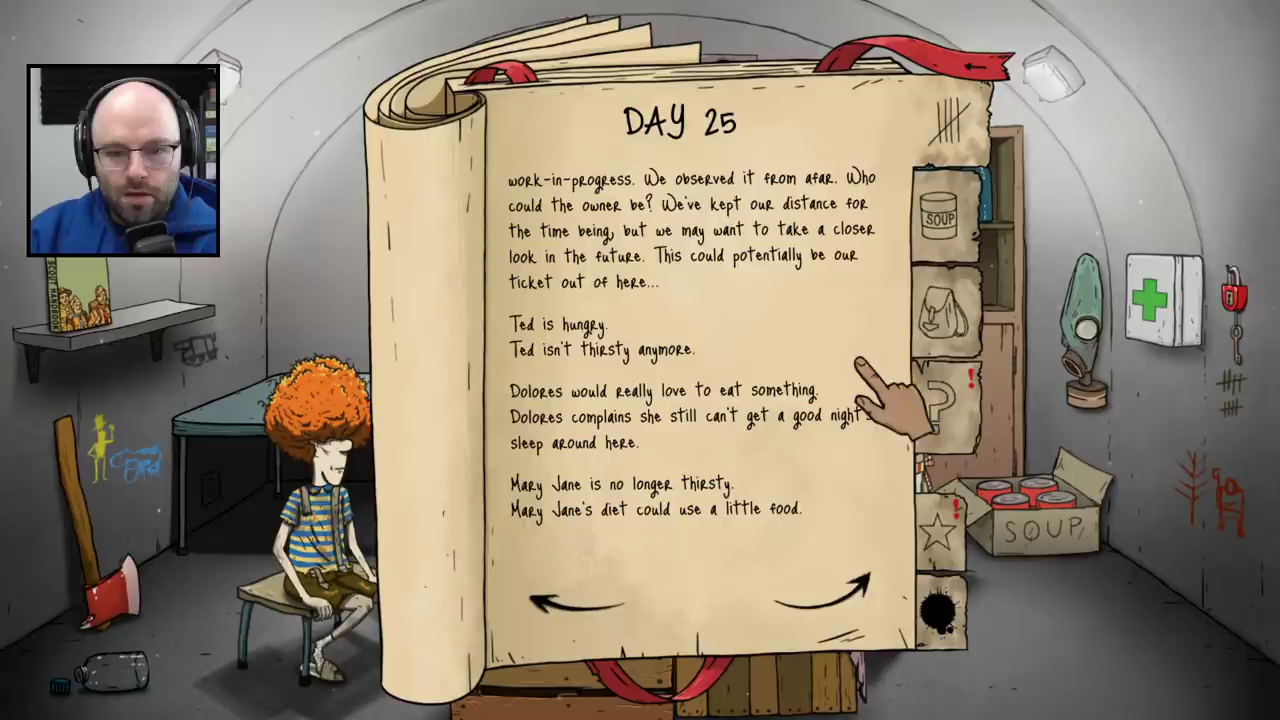 DAY 25
work-in-progress. We observed it from afar. Who
could the owner be? We've kept our distance for
the time being, but we may want to take a closer
look in the future. This could potentially be our
ticket out of here...
Ted is hungry.
Ted isn't thirsty anymore.
Dolores would really love to eat something.
Dolores complains she still can't get a good night's
sleep around here.
Mary Jane is no longer thirsty.
Mary Jane's diet could use a little food.
SOUP
?
!
!
SCOUT HANDBOOK
SOUP